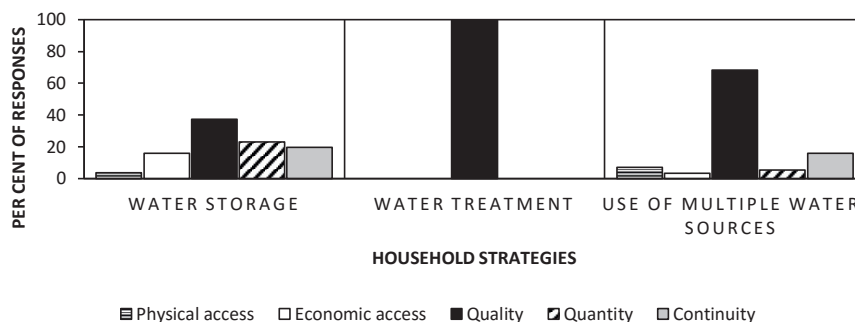 PER CENT OF RESPONSES
100
80
60
40
20
0
WATER STORAGE
WATER TREATMENT
USE OF MULTIPLE WATER
SOURCES
HOUSEHOLD STRATEGIES
Physical access
Economic access
Quality
Quantity
Continuity